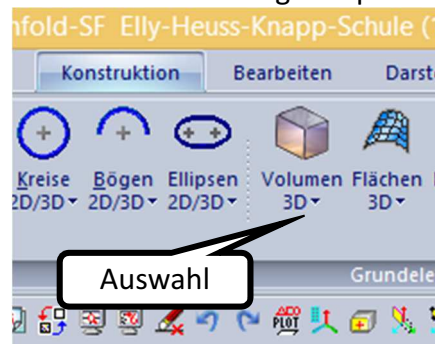 nfold-SF Elly-Heuss-Knapp-Schule (
Konstruktion Bearbeiten Darst
Kreise Bögen Ellipsen Volumen Flächen
2D/3D 2D/3D 2D/3D 3D 3D
Auswahl
Grundele
PLOT